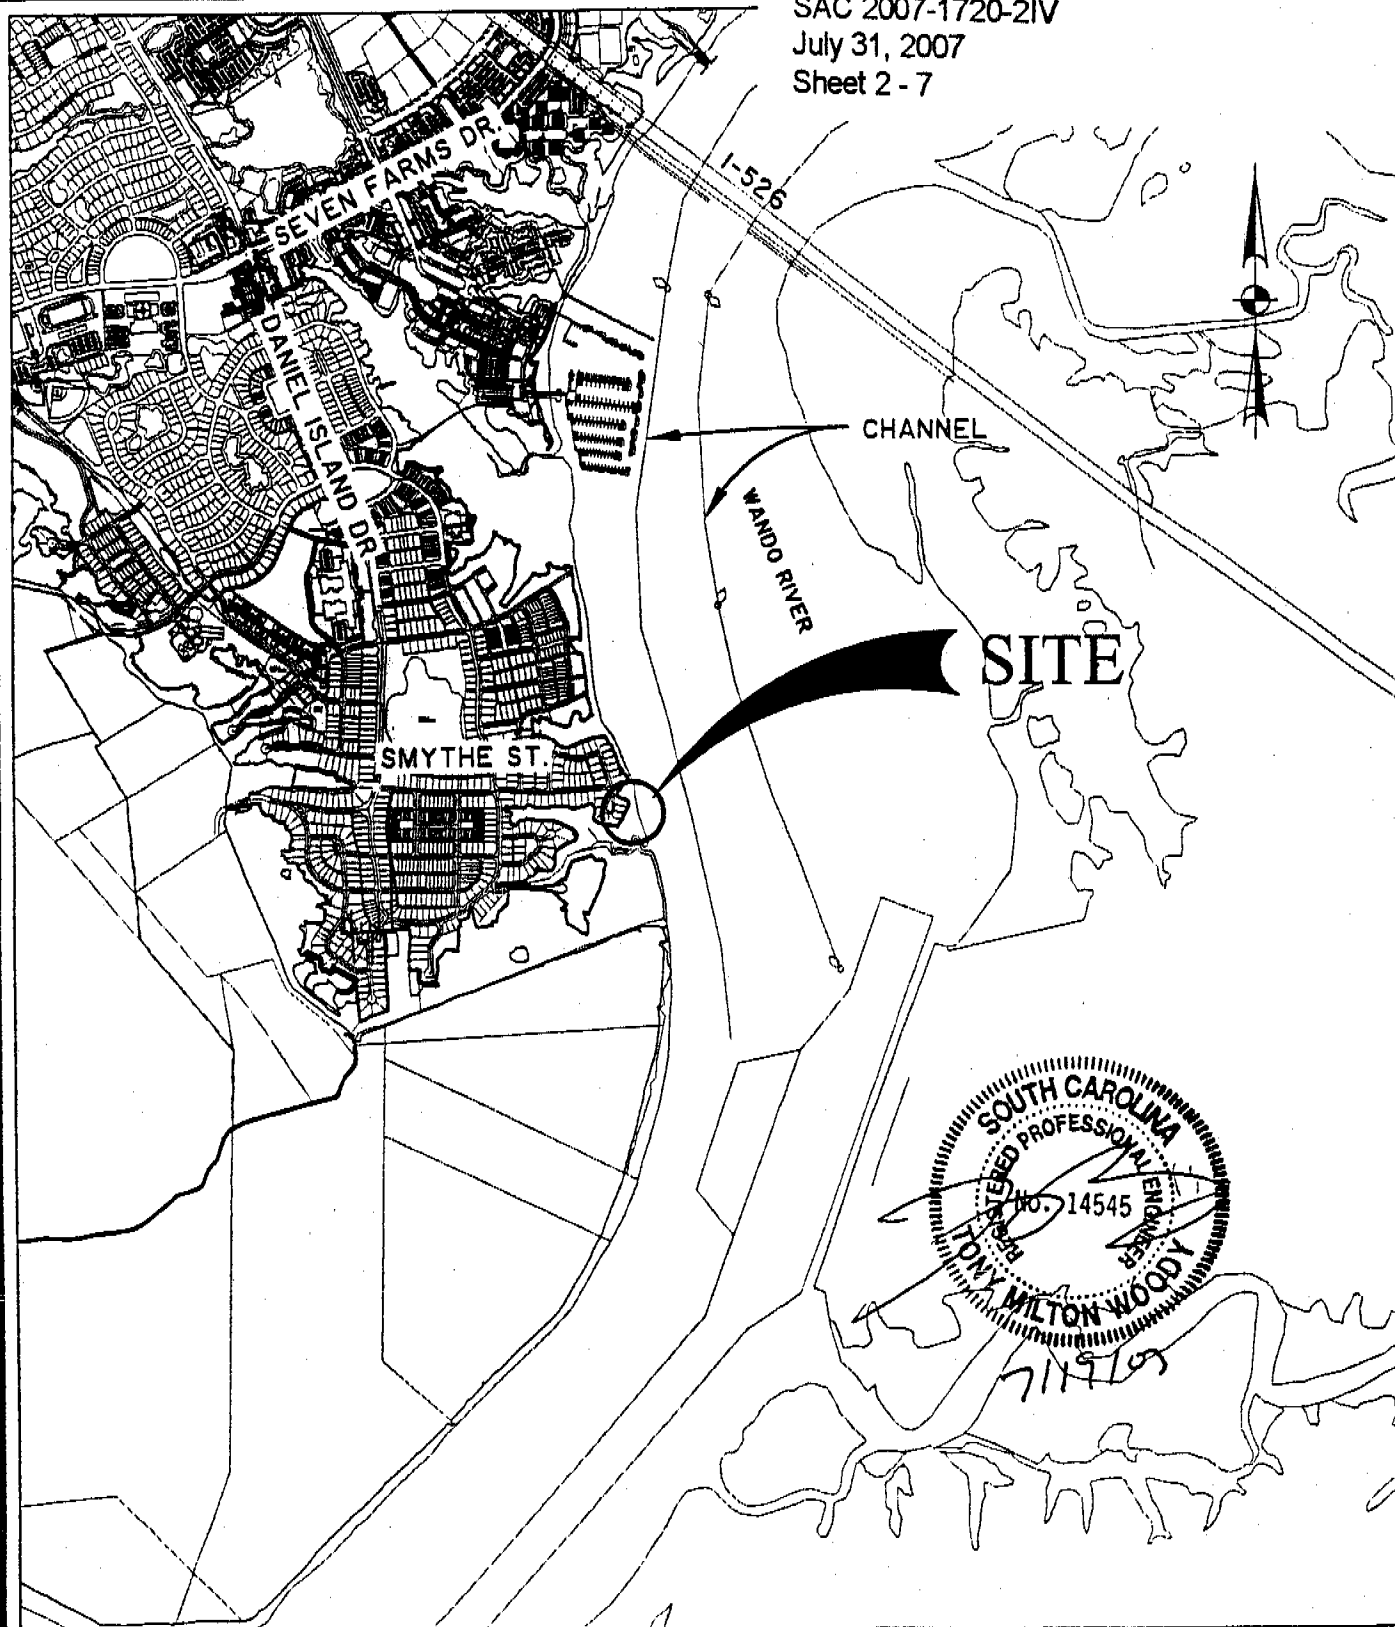 SAC 2007-1720-2IV
July 31, 2007
Sheet 2 - 7
I-526
SEVEN FARMS DR.
DANIEL ISLAND DR.
CHANNEL
WANDO RIVER
SITE
SMYTHE ST.
SOUTH CAROLINA
REGISTERED PROFESSIONAL ENGINEER
No. 14545
TONY MILTON WOODY